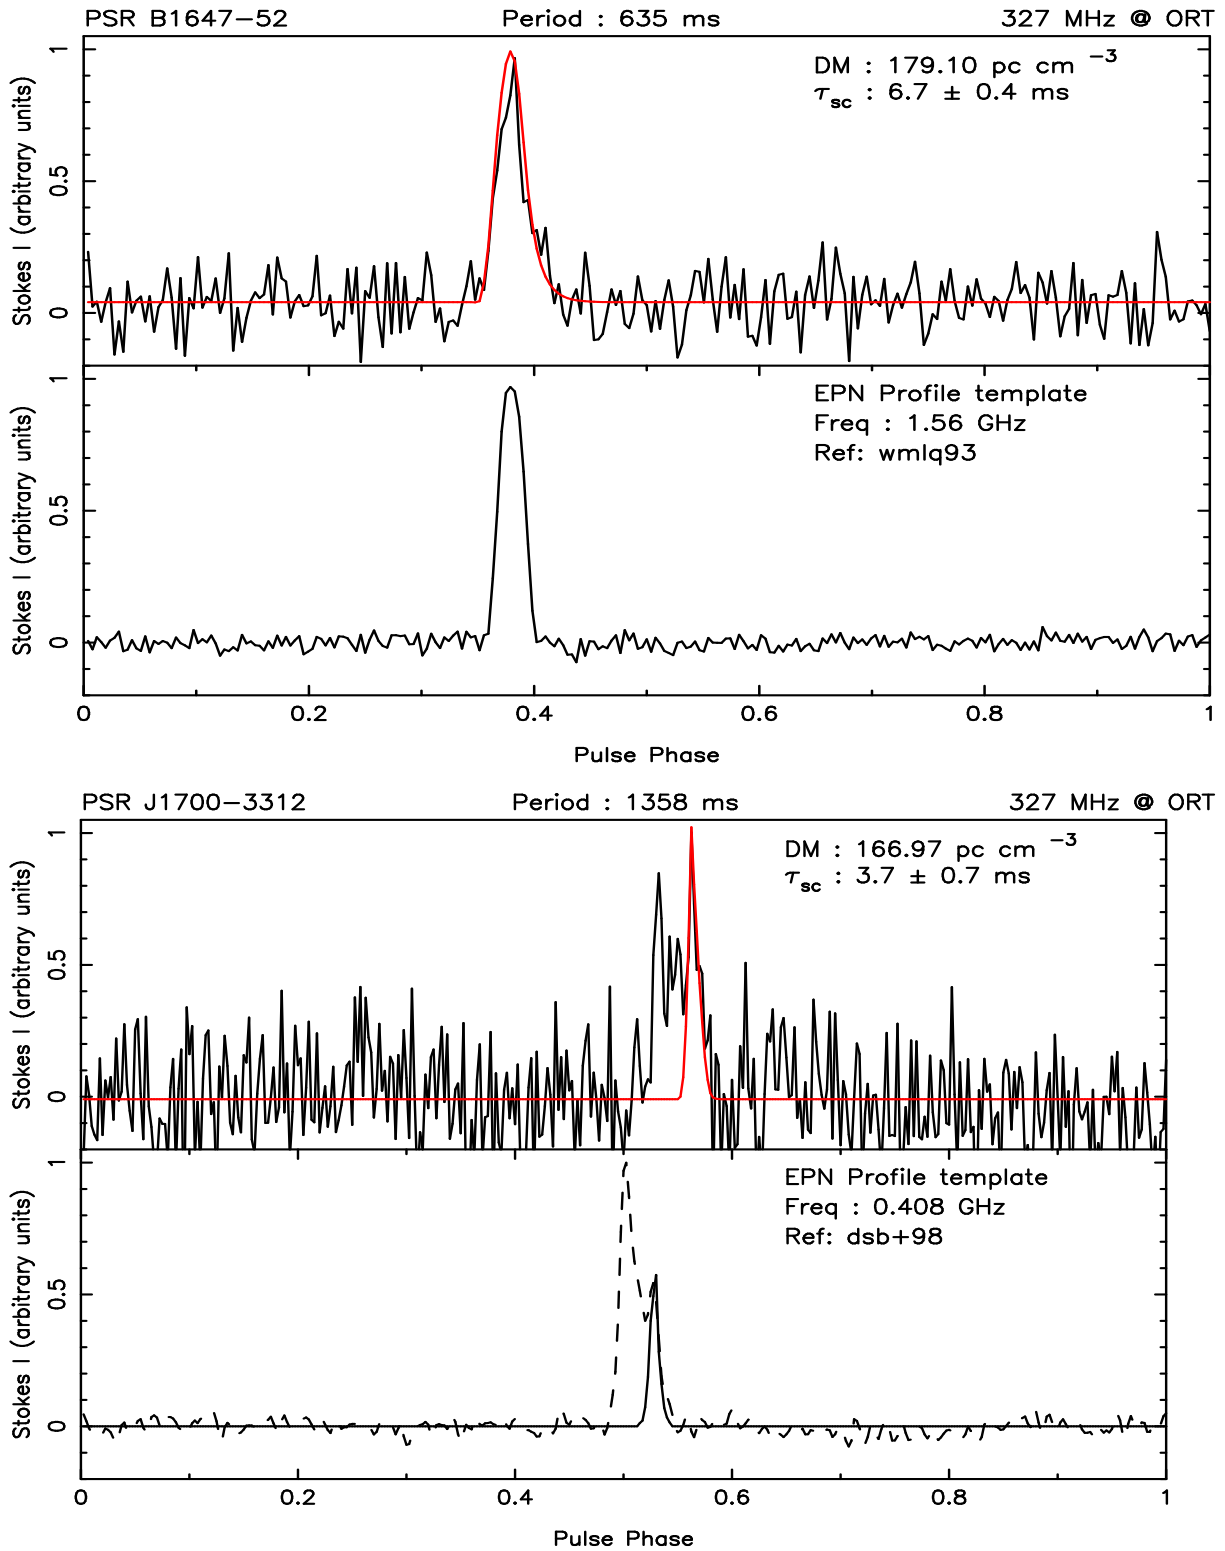 PSR B1647−52 Period : 635 ms 327 MHz @ ORT
DM : 179.10 pc cm −3
τsc : 6.7 ± 0.4 ms
1
0.5
0
Stokes I (arbitrary units)
EPN Profile template
Freq : 1.56 GHz
Ref: wmlq93
1
0.5
0
Stokes I (arbitrary units)
0 0.2 0.4 0.6 0.8 1
Pulse Phase
PSR J1700−3312 Period : 1358 ms 327 MHz @ ORT
DM : 166.97 pc cm −3
τsc : 3.7 ± 0.7 ms
1
0.5
0
Stokes I (arbitrary units)
EPN Profile template
Freq : 0.408 GHz
Ref: dsb+98
1
0.5
0
Stokes I (arbitrary units)
0 0.2 0.4 0.6 0.8 1
Pulse Phase